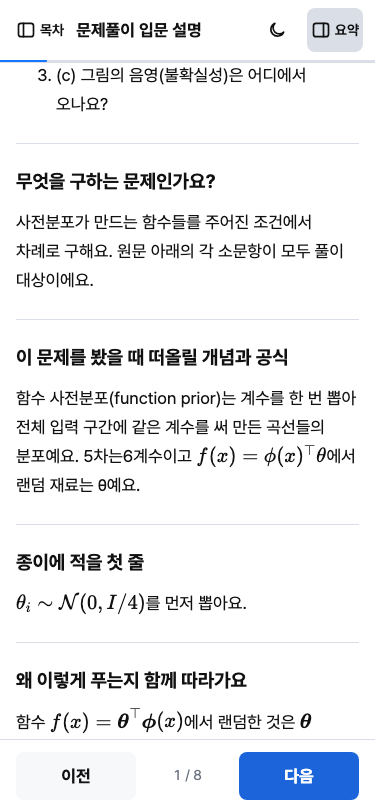 목차 문제풀이 입문 설명 요약
3. (c) 그림의 음영(불확실성)은 어디에서
오나요?
무엇을 구하는 문제인가요?
사전분포가 만드는 함수들을 주어진 조건에서
차례로 구해요. 원문 아래의 각 소문항이 모두 풀이
대상이에요.
이 문제를 봤을 때 떠올릴 개념과 공식
함수 사전분포(function prior)는 계수를 한 번 뽑아
전체 입력 구간에 같은 계수를 써 만든 곡선들의
분포예요. 5차는6계수이고 f(x) = ϕ(x)⊤θ에서
랜덤 재료는 θ예요.
종이에 적을 첫 줄
θᵢ ∼ 𝒩(0, I/4)를 먼저 뽑아요.
왜 이렇게 푸는지 함께 따라가요
함수 f(x) = 𝜽⊤𝝓(x)에서 랜덤한 것은 𝜽
이전 1 / 8 다음